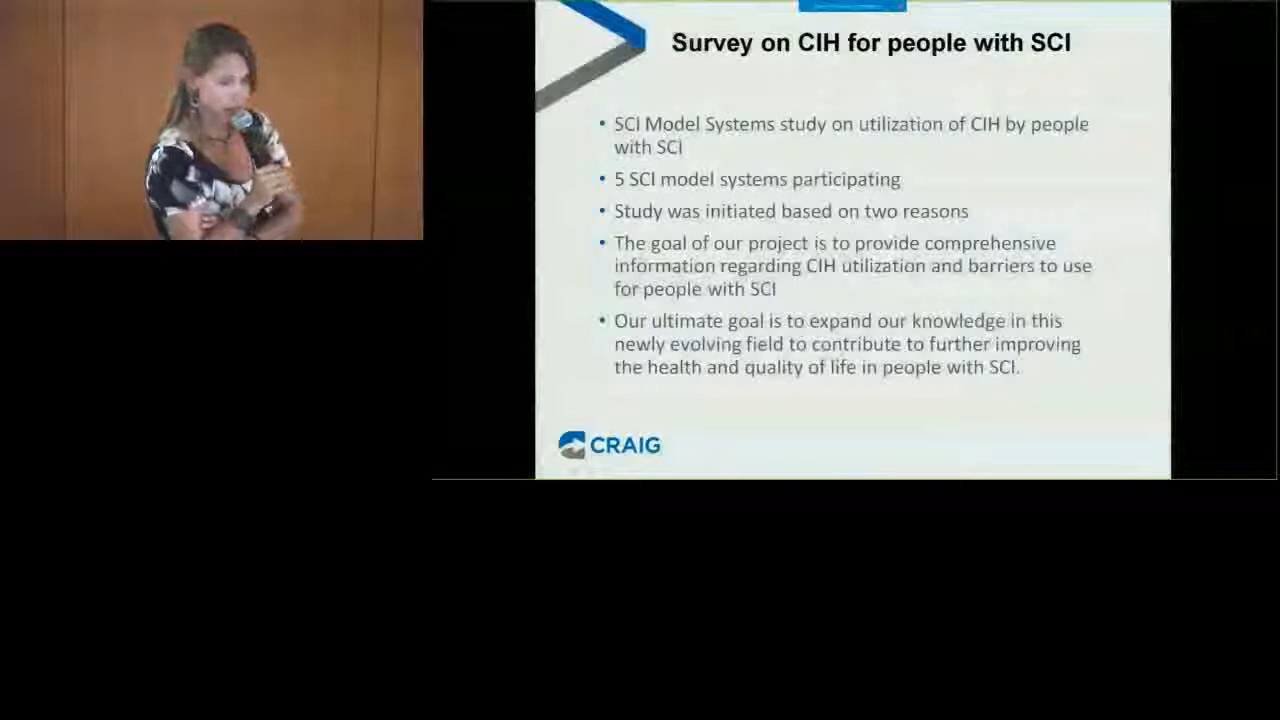 Survey on CIH for people with SCI
• SCI Model Systems study on utilization of CIH by people
with SCI
• 5 SCI model systems participating
• Study was initiated based on two reasons
• The goal of our project is to provide comprehensive
information regarding CIH utilization and barriers to use
for people with SCI
• Our ultimate goal is to expand our knowledge in this
newly evolving field to contribute to further improving
the health and quality of life in people with SCI.
CRAIG